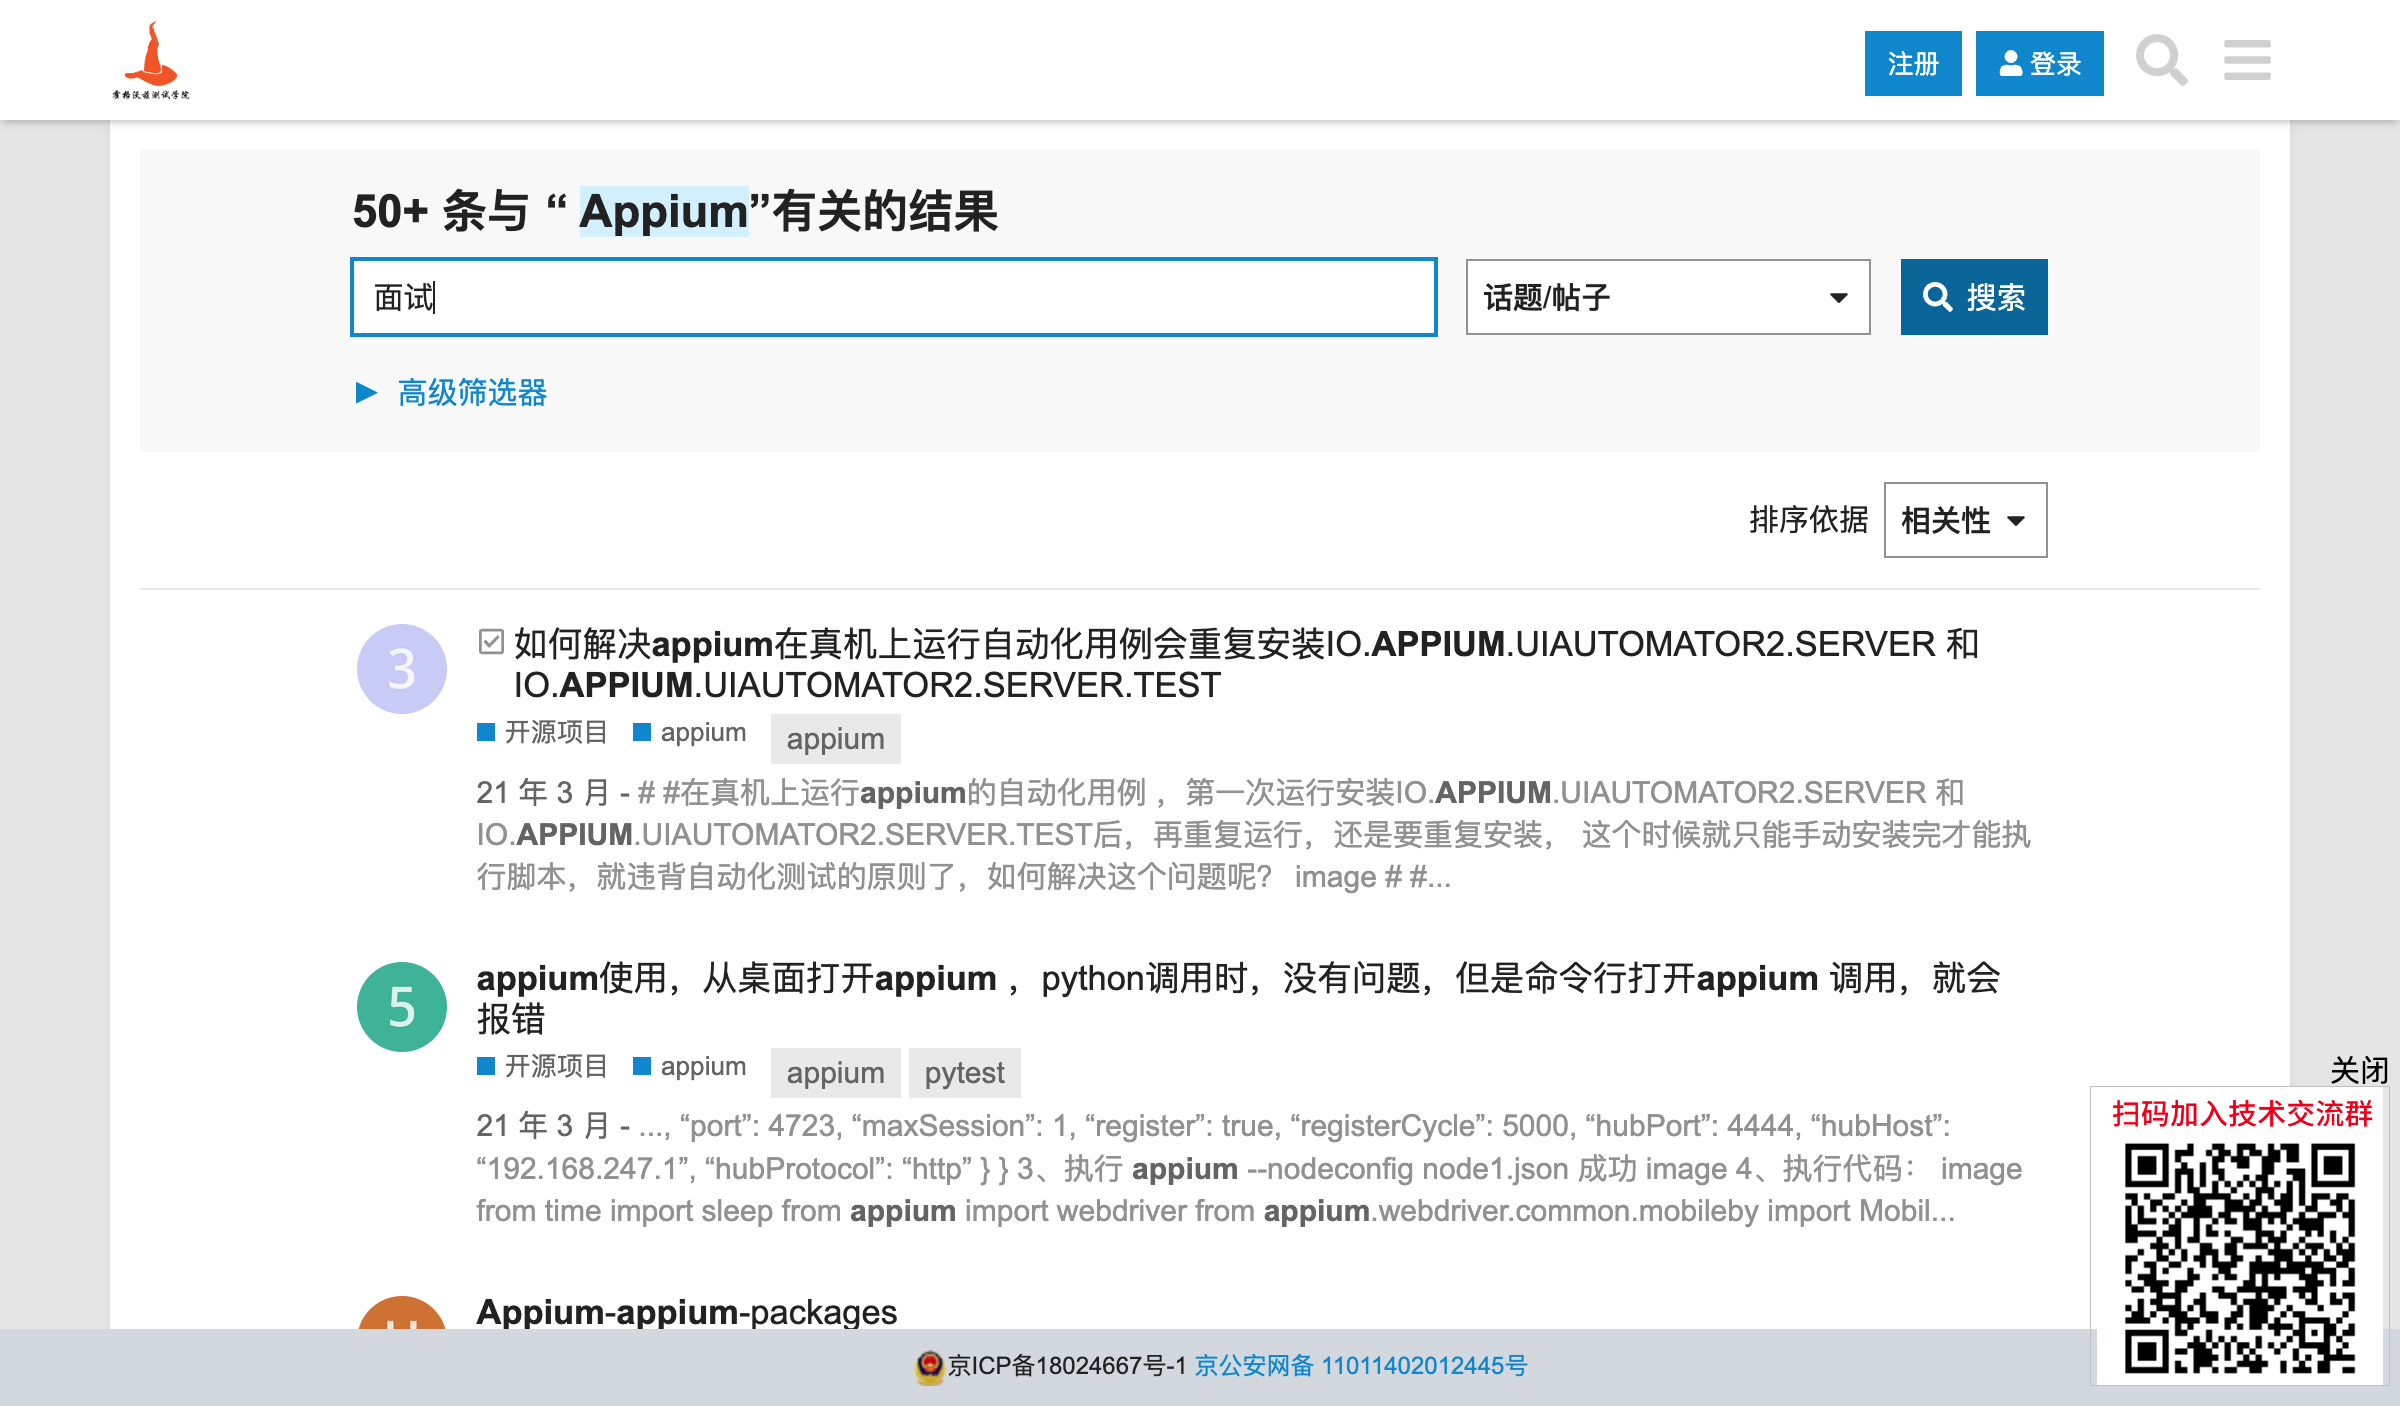 霍格沃兹测试学院
注册
登录
50+ 条与 “ Appium”有关的结果
面试
话题/帖子
搜索
高级筛选器
排序依据
相关性
3
如何解决appium在真机上运行自动化用例会重复安装IO.APPIUM.UIAUTOMATOR2.SERVER 和
IO.APPIUM.UIAUTOMATOR2.SERVER.TEST
开源项目 appium appium
21 年 3 月 - # #在真机上运行appium的自动化用例 ，第一次运行安装IO.APPIUM.UIAUTOMATOR2.SERVER 和
IO.APPIUM.UIAUTOMATOR2.SERVER.TEST后，再重复运行，还是要重复安装， 这个时候就只能手动安装完才能执
行脚本，就违背自动化测试的原则了，如何解决这个问题呢？ image # #...
5
appium使用，从桌面打开appium ，python调用时，没有问题，但是命令行打开appium 调用，就会
报错
开源项目 appium appium pytest
21 年 3 月 - ..., “port”: 4723, “maxSession”: 1, “register”: true, “registerCycle”: 5000, “hubPort”: 4444, “hubHost”:
“192.168.247.1”, “hubProtocol”: “http” } } 3、执行 appium --nodeconfig node1.json 成功 image 4、执行代码： image
from time import sleep from appium import webdriver from appium.webdriver.common.mobileby import Mobil...
Appium-appium-packages
关闭
扫码加入技术交流群
京ICP备18024667号-1 京公安网备 11011402012445号